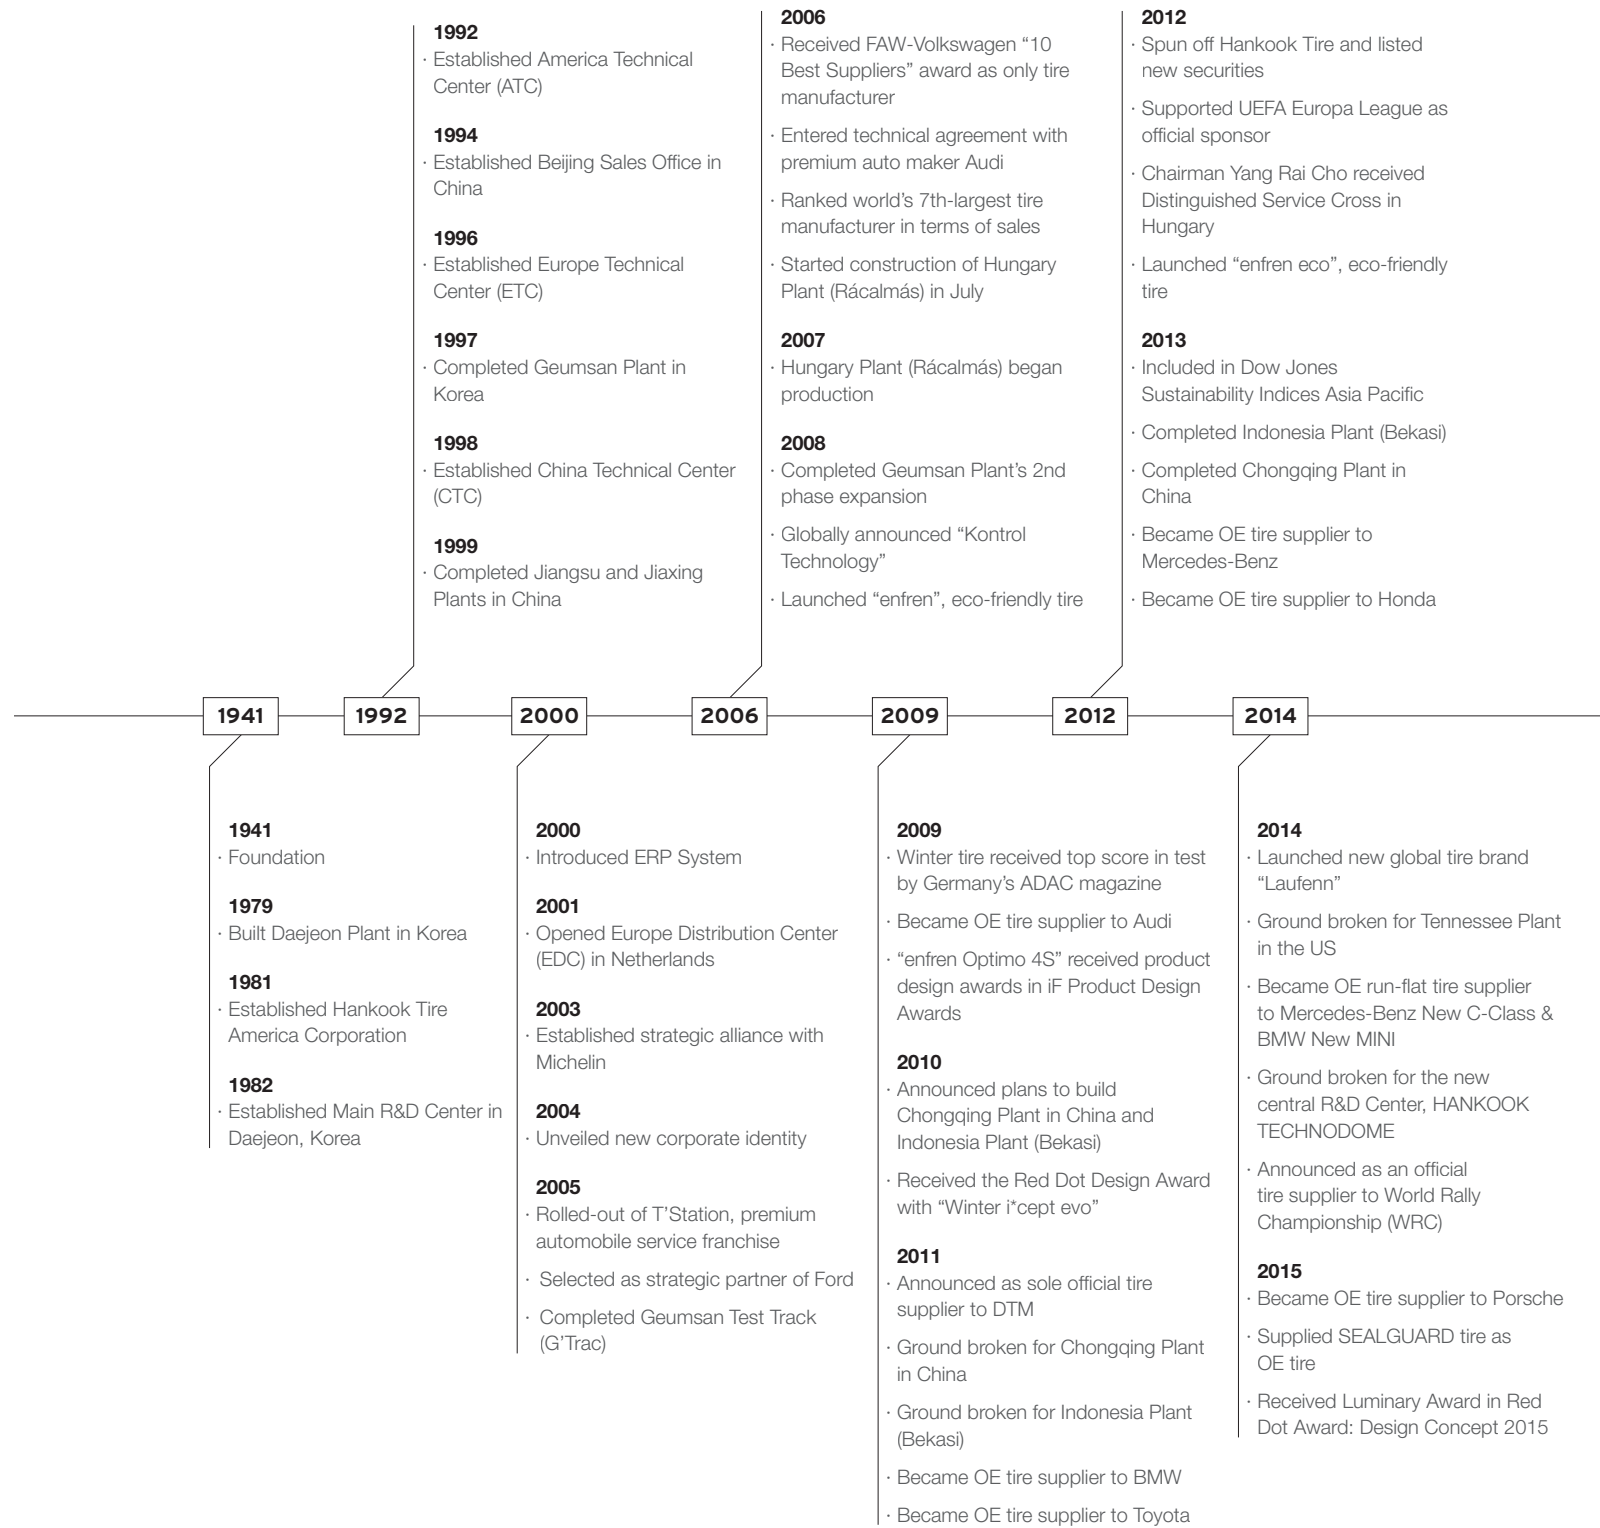 1992
· Established America Technical
Center (ATC)
1994
· Established Beijing Sales Office in
China
1996
· Established Europe Technical
Center (ETC)
1997
· Completed Geumsan Plant in
Korea
1998
· Established China Technical Center
(CTC)
1999
· Completed Jiangsu and Jiaxing
Plants in China
2006
· Received FAW-Volkswagen “10
Best Suppliers” award as only tire
manufacturer
· Entered technical agreement with
premium auto maker Audi
· Ranked world’s 7th-largest tire
manufacturer in terms of sales
· Started construction of Hungary
Plant (Rácalmás) in July
2007
· Hungary Plant (Rácalmás) began
production
2008
· Completed Geumsan Plant’s 2nd
phase expansion
· Globally announced “Kontrol
Technology”
· Launched “enfren”, eco-friendly tire
2012
· Spun off Hankook Tire and listed
new securities
· Supported UEFA Europa League as
official sponsor
· Chairman Yang Rai Cho received
Distinguished Service Cross in
Hungary
· Launched “enfren eco”, eco-friendly
tire
2013
· Included in Dow Jones
Sustainability Indices Asia Pacific
· Completed Indonesia Plant (Bekasi)
· Completed Chongqing Plant in
China
· Became OE tire supplier to
Mercedes-Benz
· Became OE tire supplier to Honda
1941
1992
2000
2006
2009
2012
2014
1941
· Foundation
1979
· Built Daejeon Plant in Korea
1981
· Established Hankook Tire
America Corporation
1982
· Established Main R&D Center in
Daejeon, Korea
2000
· Introduced ERP System
2001
· Opened Europe Distribution Center
(EDC) in Netherlands
2003
· Established strategic alliance with
Michelin
2004
· Unveiled new corporate identity
2005
· Rolled-out of T’Station, premium
automobile service franchise
· Selected as strategic partner of Ford
· Completed Geumsan Test Track
(G’Trac)
2009
· Winter tire received top score in test
by Germany’s ADAC magazine
· Became OE tire supplier to Audi
· “enfren Optimo 4S” received product
design awards in iF Product Design
Awards
2010
· Announced plans to build
Chongqing Plant in China and
Indonesia Plant (Bekasi)
· Received the Red Dot Design Award
with “Winter i*cept evo”
2011
· Announced as sole official tire
supplier to DTM
· Ground broken for Chongqing Plant
in China
· Ground broken for Indonesia Plant
(Bekasi)
· Became OE tire supplier to BMW
· Became OE tire supplier to Toyota
2014
· Launched new global tire brand
“Laufenn”
· Ground broken for Tennessee Plant
in the US
· Became OE run-flat tire supplier
to Mercedes-Benz New C-Class &
BMW New MINI
· Ground broken for the new
central R&D Center, HANKOOK
TECHNODOME
· Announced as an official
tire supplier to World Rally
Championship (WRC)
2015
· Became OE tire supplier to Porsche
· Supplied SEALGUARD tire as
OE tire
· Received Luminary Award in Red
Dot Award: Design Concept 2015